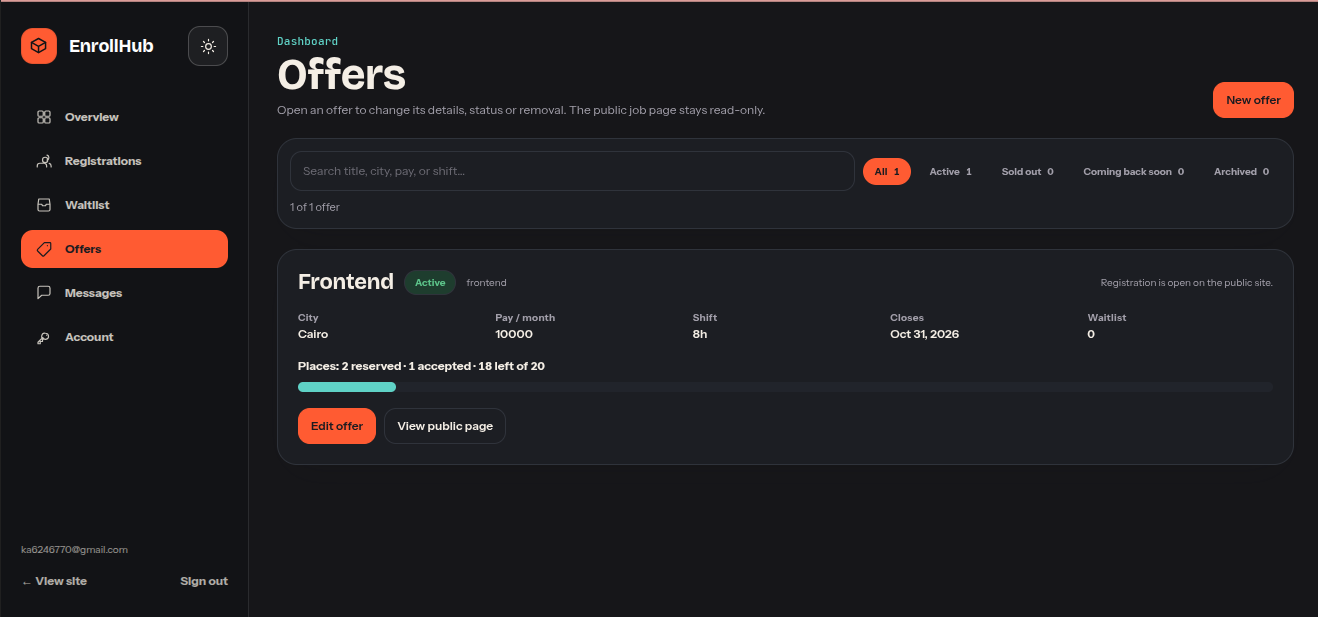 EnrollHub
Overview
Registrations
Waitlist
Offers
Messages
Account
ka6246770@gmail.com
← View site
Sign out
Dashboard
Offers
Open an offer to change its details, status or removal. The public job page stays read-only.
New offer
Search title, city, pay, or shift...
All 1
Active 1
Sold out 0
Coming back soon 0
Archived 0
1 of 1 offer
Frontend
Active
frontend
Registration is open on the public site.
City
Cairo
Pay / month
10000
Shift
8h
Closes
Oct 31, 2026
Waitlist
0
Places: 2 reserved · 1 accepted · 18 left of 20
Edit offer
View public page